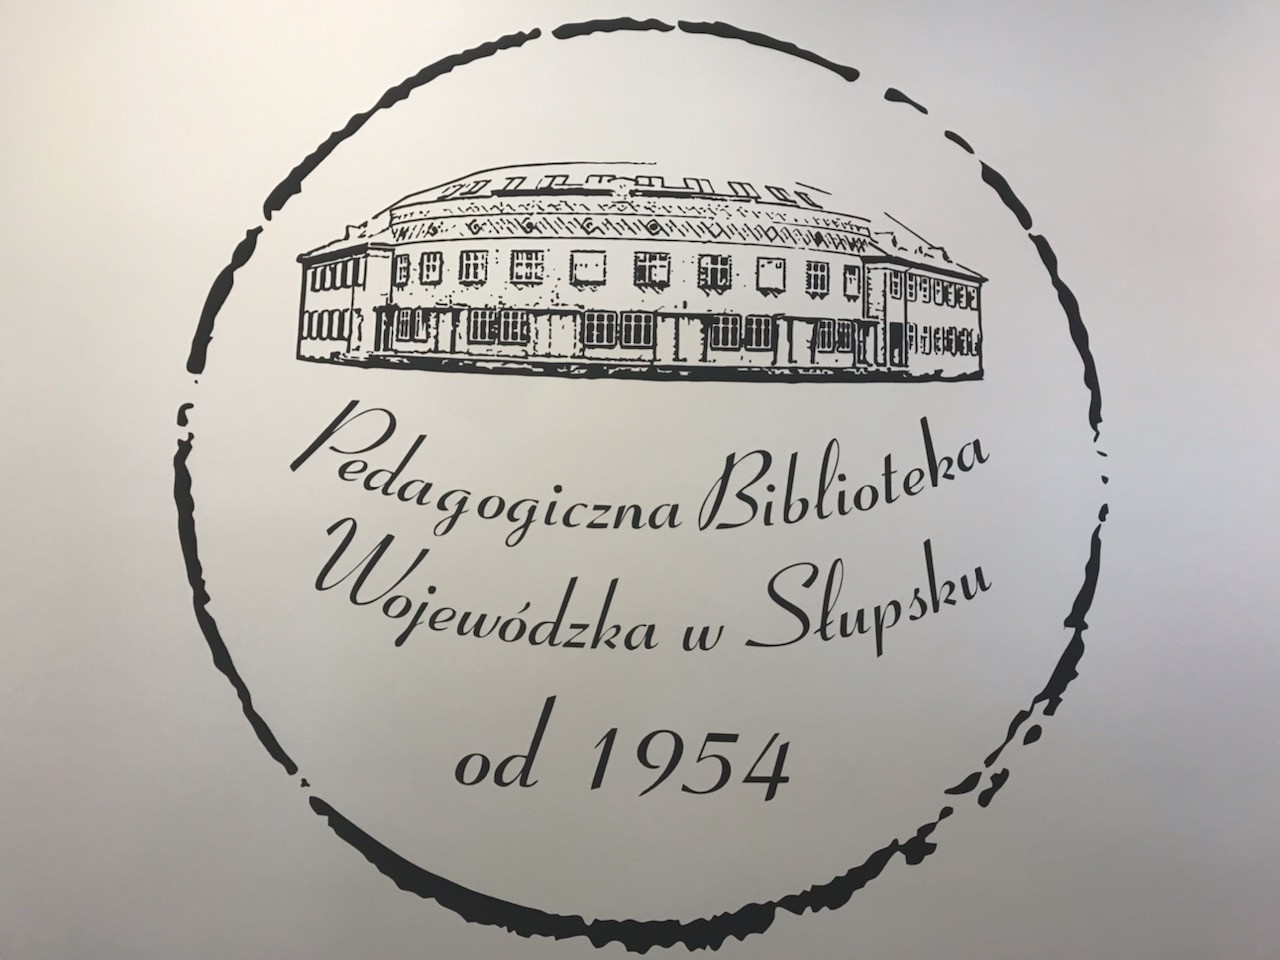 Pedagogiczna Biblioteka
Wojewódzka w Słupsku
od 1954